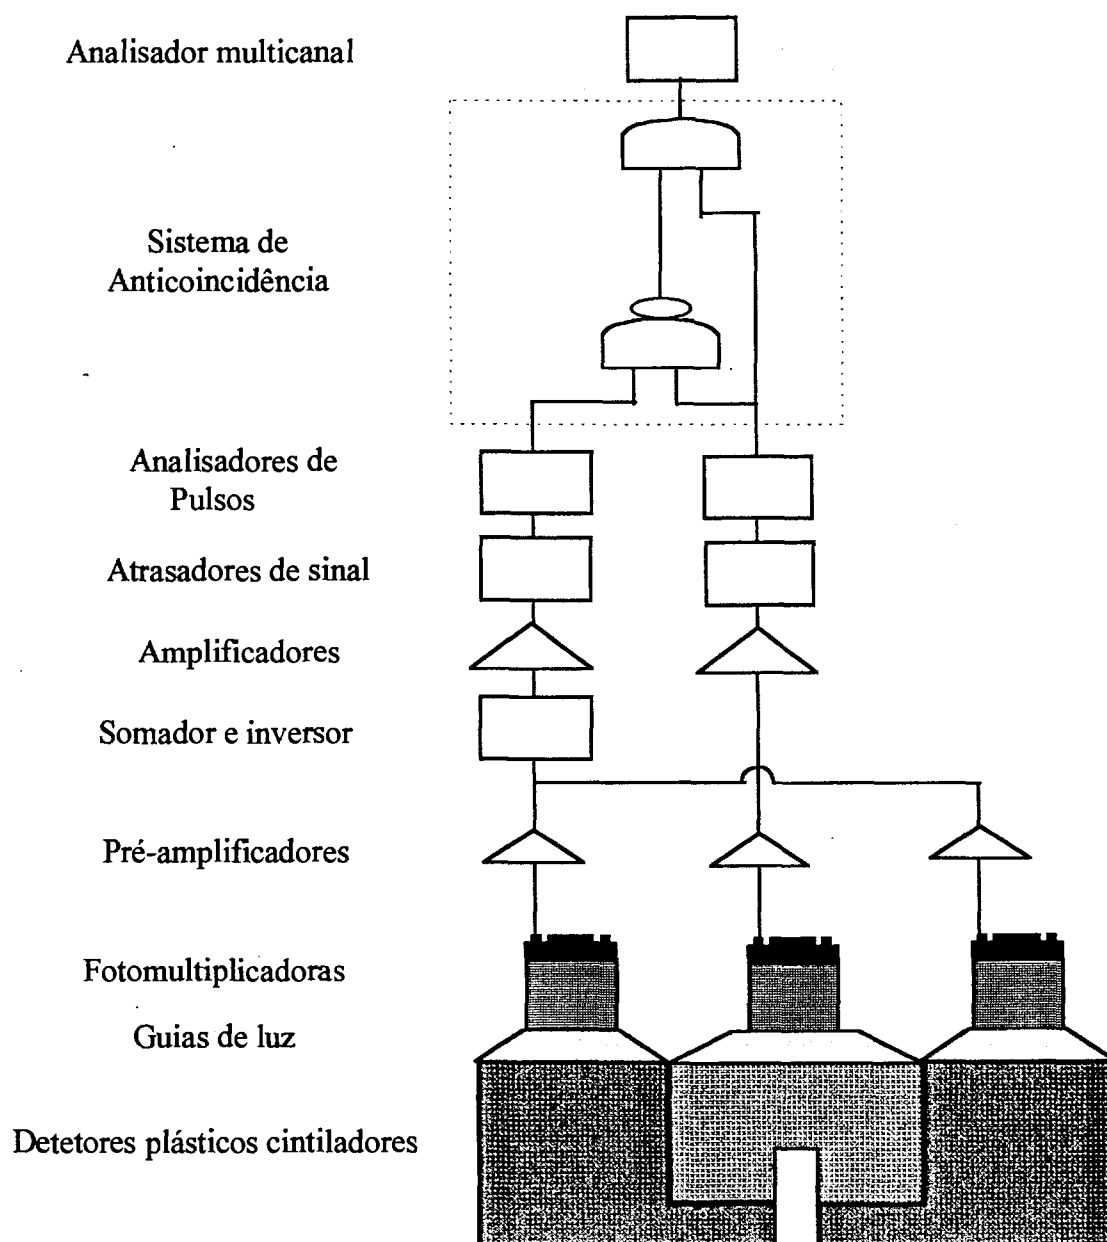 Analisador multicanal
Sistema de
Anticoincidência
Analisadores de
Pulsos
Atrasadores de sinal
Amplificadores
Somador e inversor
Pré-amplificadores
Fotomultiplicadoras
Guias de luz
Detetores plásticos cintiladores